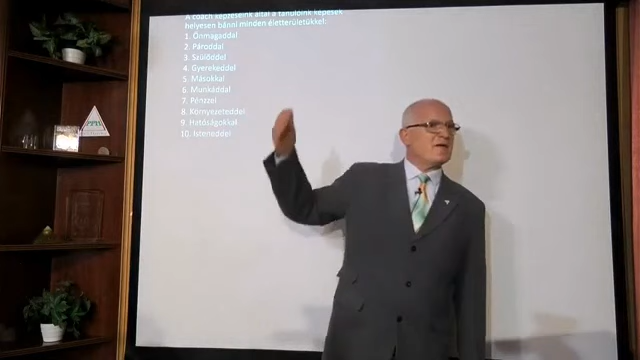 A coach képzéseink által a tanulóink képesek
helyesen bánni minden életterületükkel:
1. Önmagaddal
2. Pároddal
3. Szülőddel
4. Gyerekeddel
5. Másokkal
6. Munkáddal
7. Pénzzel
8. Környezeteddel
9. Hatóságokkal
10. Isteneddel